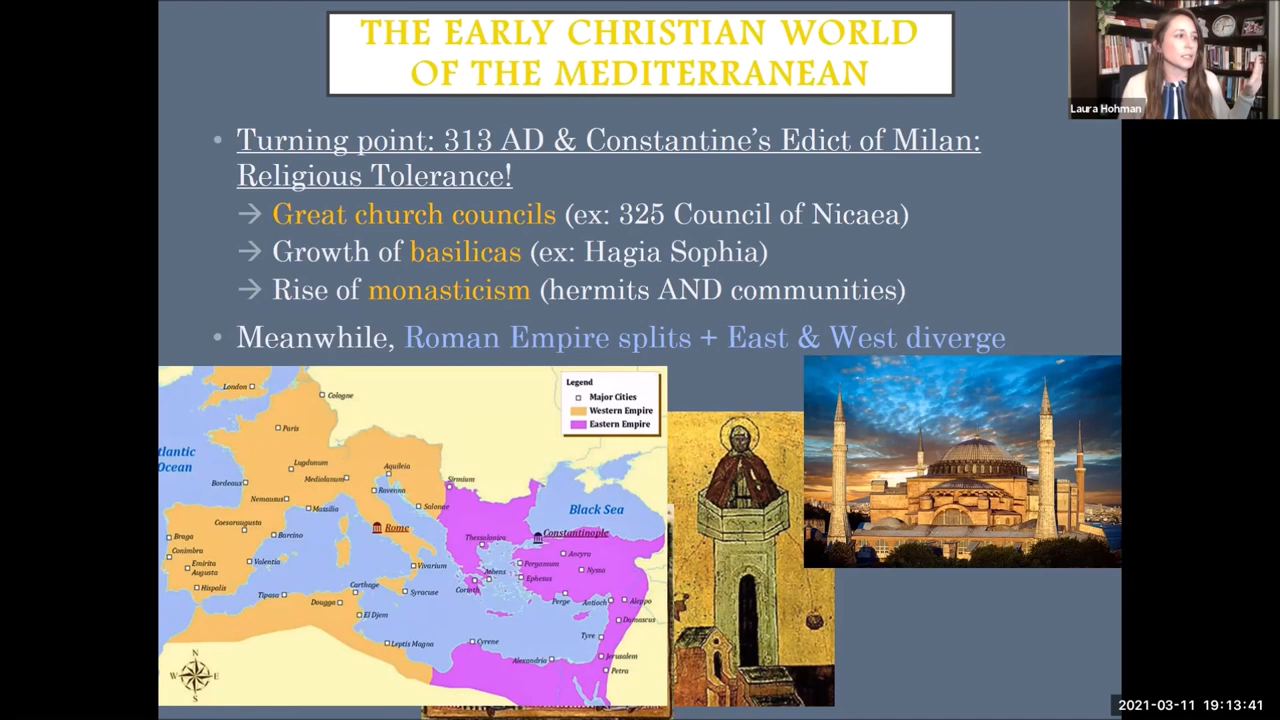 THE EARLY CHRISTIAN WORLD
OF THE MEDITERRANEAN
Laura Hohman
• Turning point: 313 AD & Constantine’s Edict of Milan:
Religious Tolerance!
→ Great church councils (ex: 325 Council of Nicaea)
→ Growth of basilicas (ex: Hagia Sophia)
→ Rise of monasticism (hermits AND communities)
• Meanwhile, Roman Empire splits + East & West diverge
Legend
Major Cities
Western Empire
Eastern Empire
London
Cologne
Paris
tlantic
Ocean
Lugdunum
Mediolanum
Aquileia
Bordeaux
Ravenna
Sirmium
Nemausus
Massilia
Salonae
Black Sea
Caesaraugusta
Rome
Constantinople
Braga
Barcino
Thessalonica
Conimbra
Ancyra
Emirita
Augusta
Valentia
Vivarium
Athens
Pergamum
Nyssa
Ephesus
Hispalis
Carthage
Corinth
Tipasa
Dougga
Syracuse
Perge
Antioch
Aleppo
El Djem
Damascus
Leptis Magna
Cyrene
Tyre
Alexandria
Jerusalem
Petra
N
W
E
S
2021-03-11 19:13:41